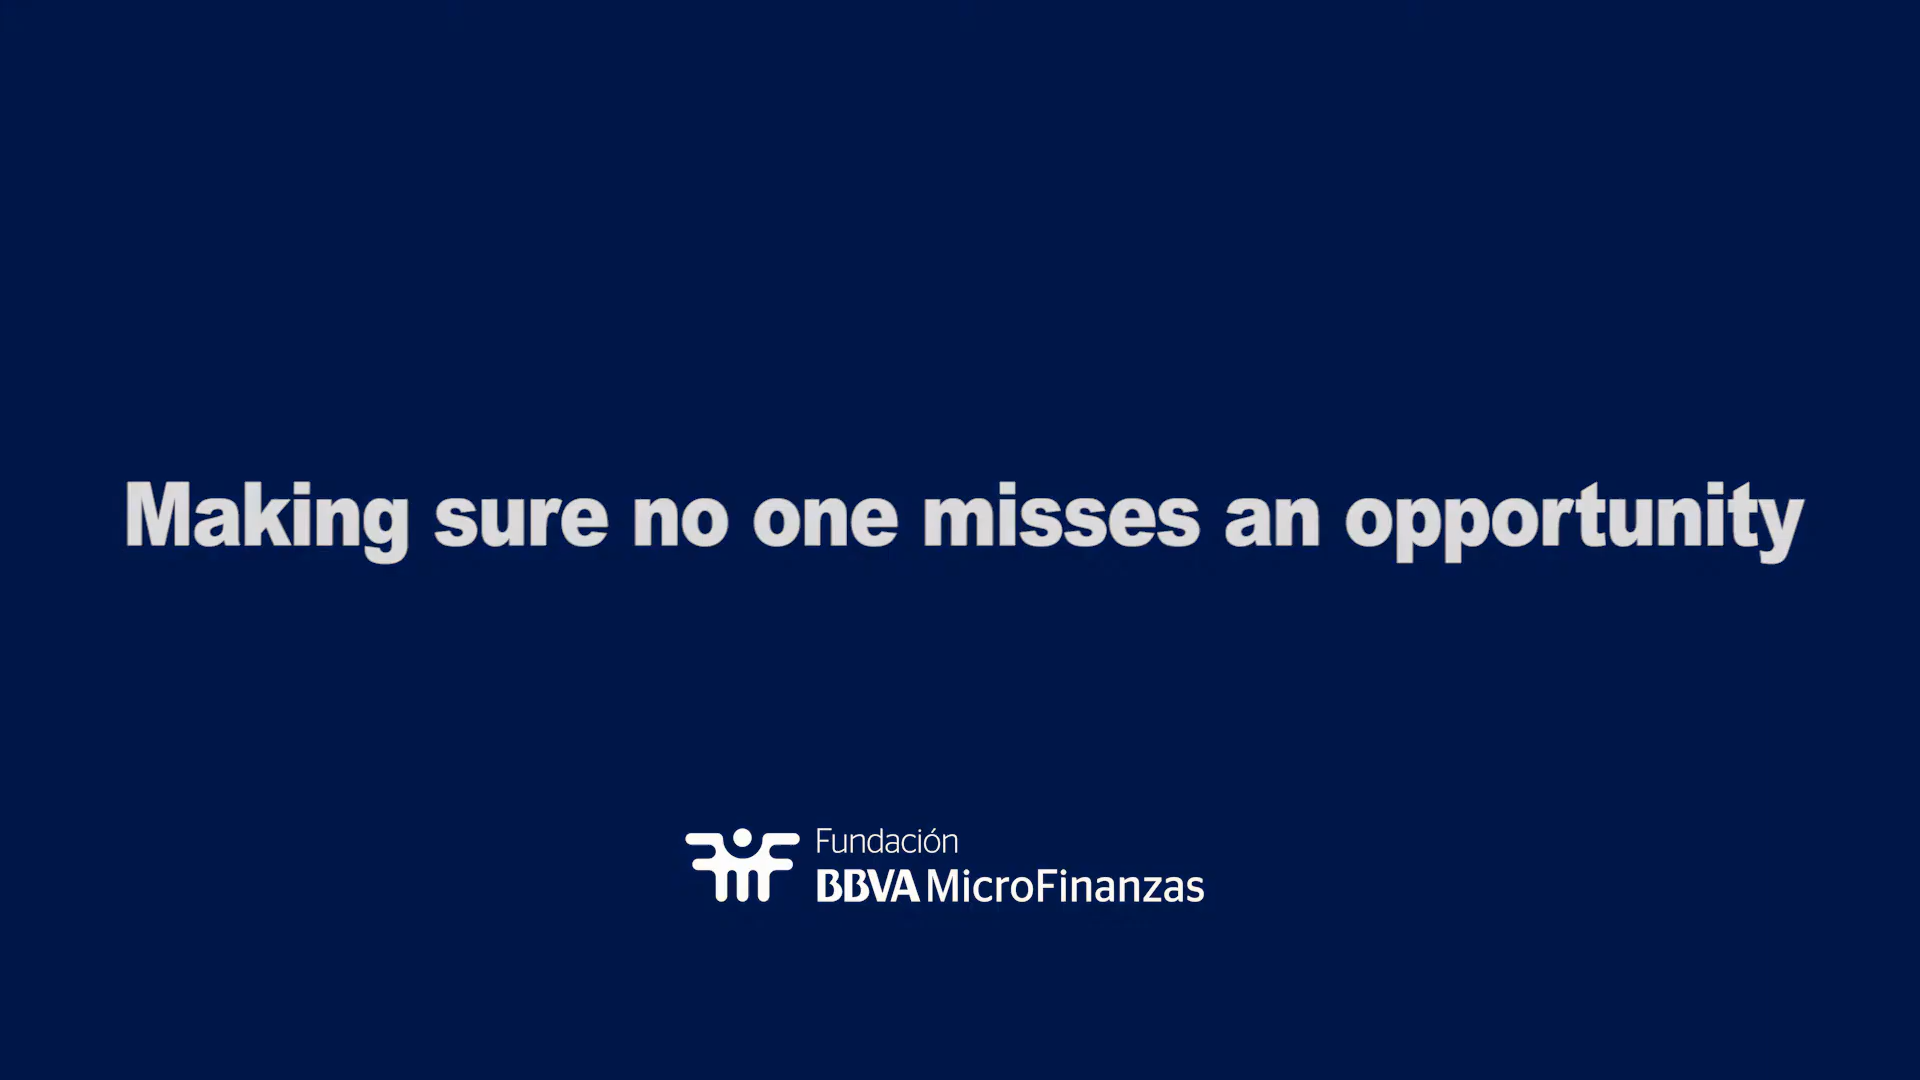 Making sure no one misses an opportunity
Fundación
BBVA MicroFinanzas